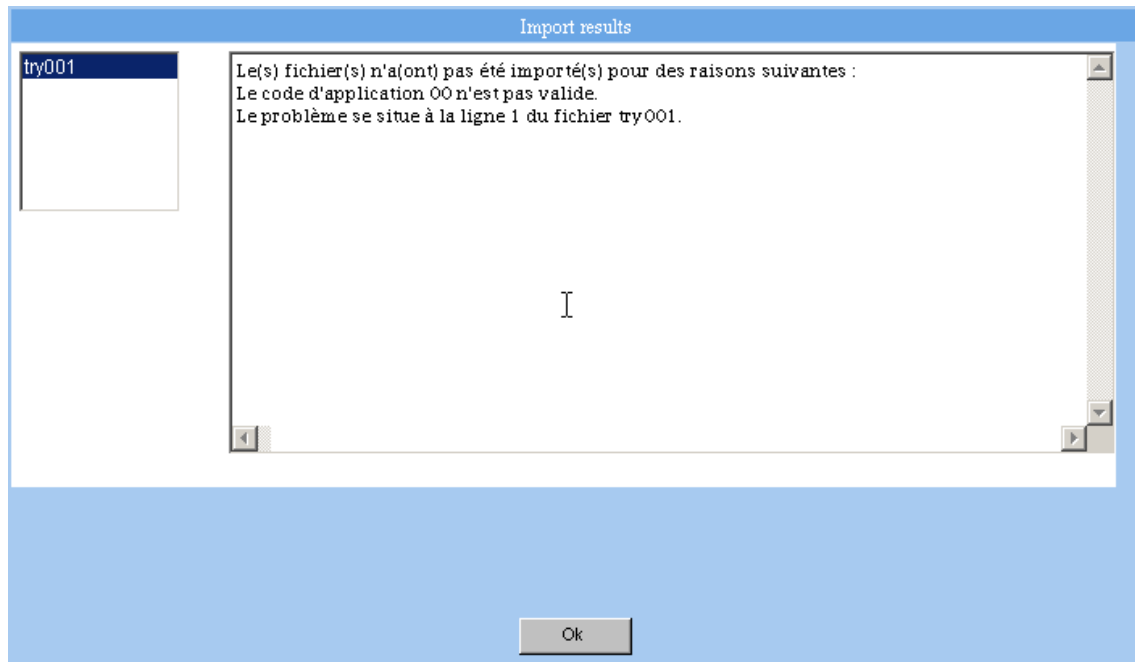 Import results
try001
Le(s) fichier(s) n'a(ont) pas été importé(s) pour des raisons suivantes :
Le code d'application 00 n'est pas valide.
Le problème se situe à la ligne 1 du fichier try001.
Ok